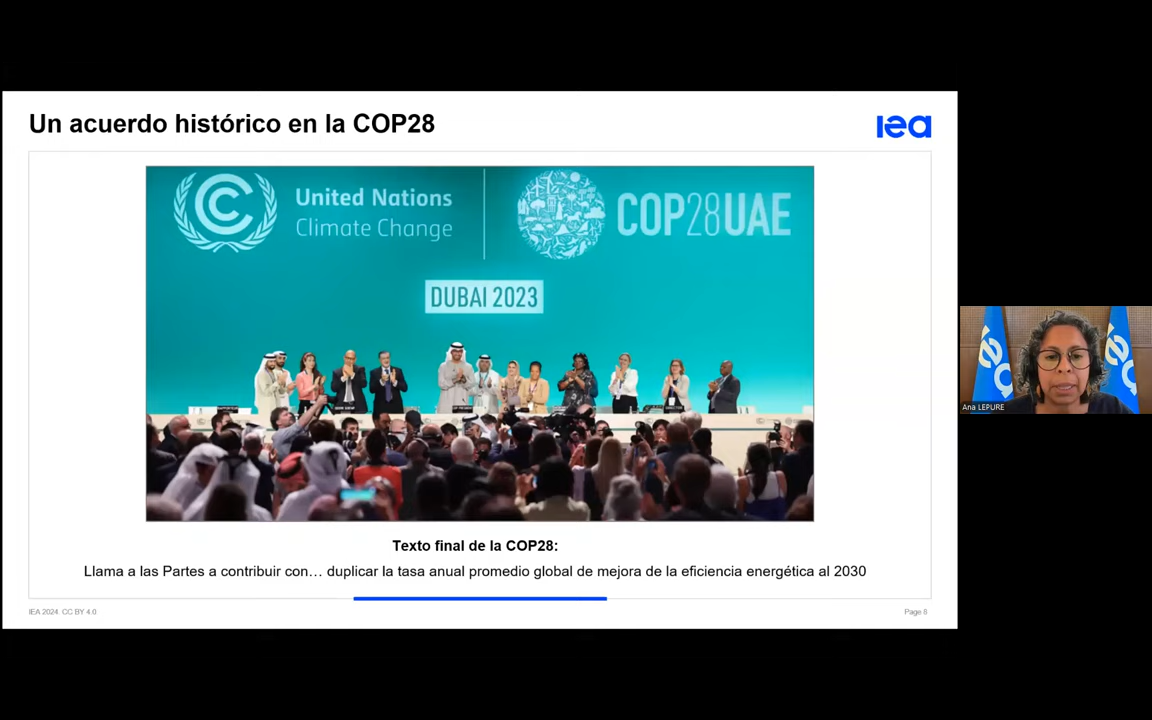 Un acuerdo histórico en la COP28
iea
United Nations
Climate Change
COP28UAE
DUBAI 2023
Texto final de la COP28:
Llama a las Partes a contribuir con… duplicar la tasa anual promedio global de mejora de la eficiencia energética al 2030
IEA 2024. CC BY 4.0
Page 8
Ana LEPURE